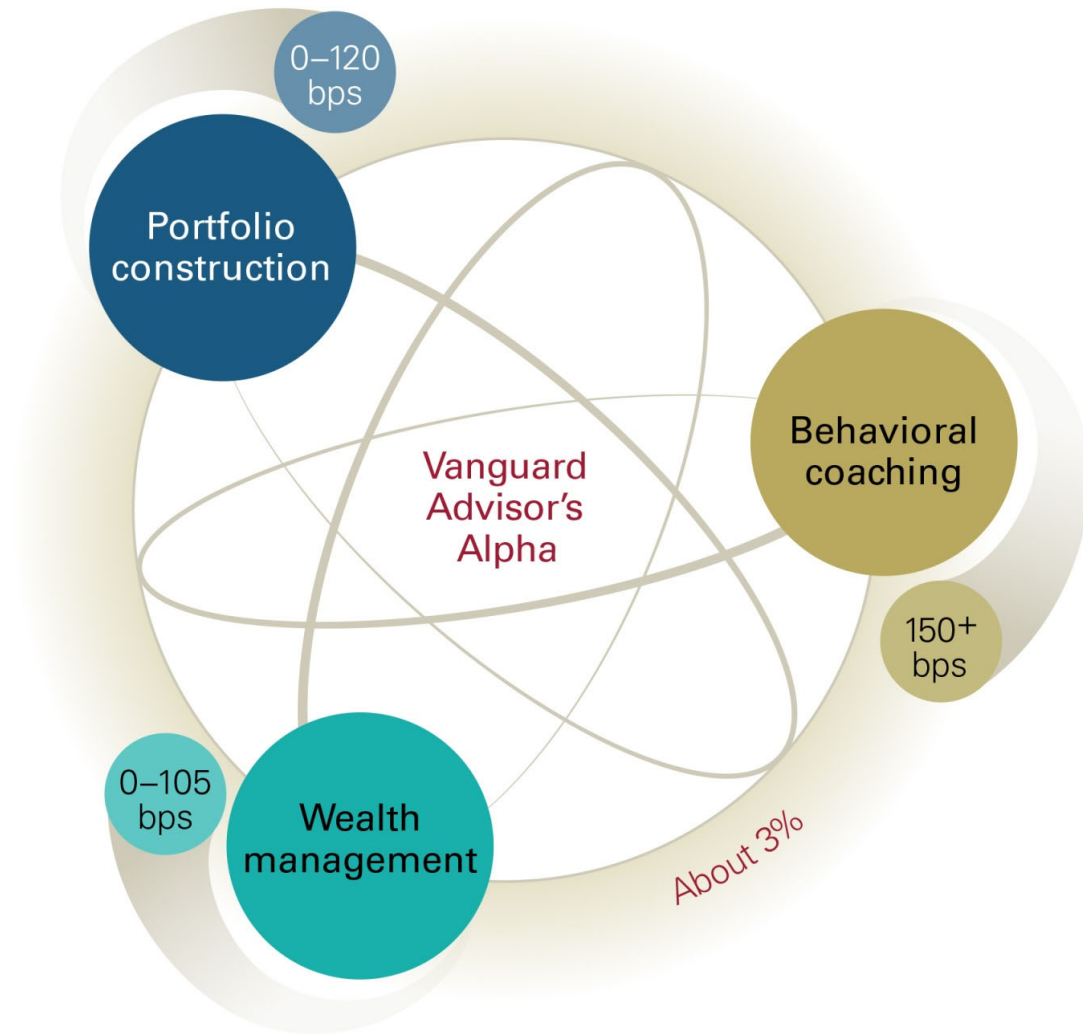 0–120
bps
Portfolio
construction
Vanguard
Advisor’s
Alpha
Behavioral
coaching
150+
bps
0–105
bps
Wealth
management
About 3%